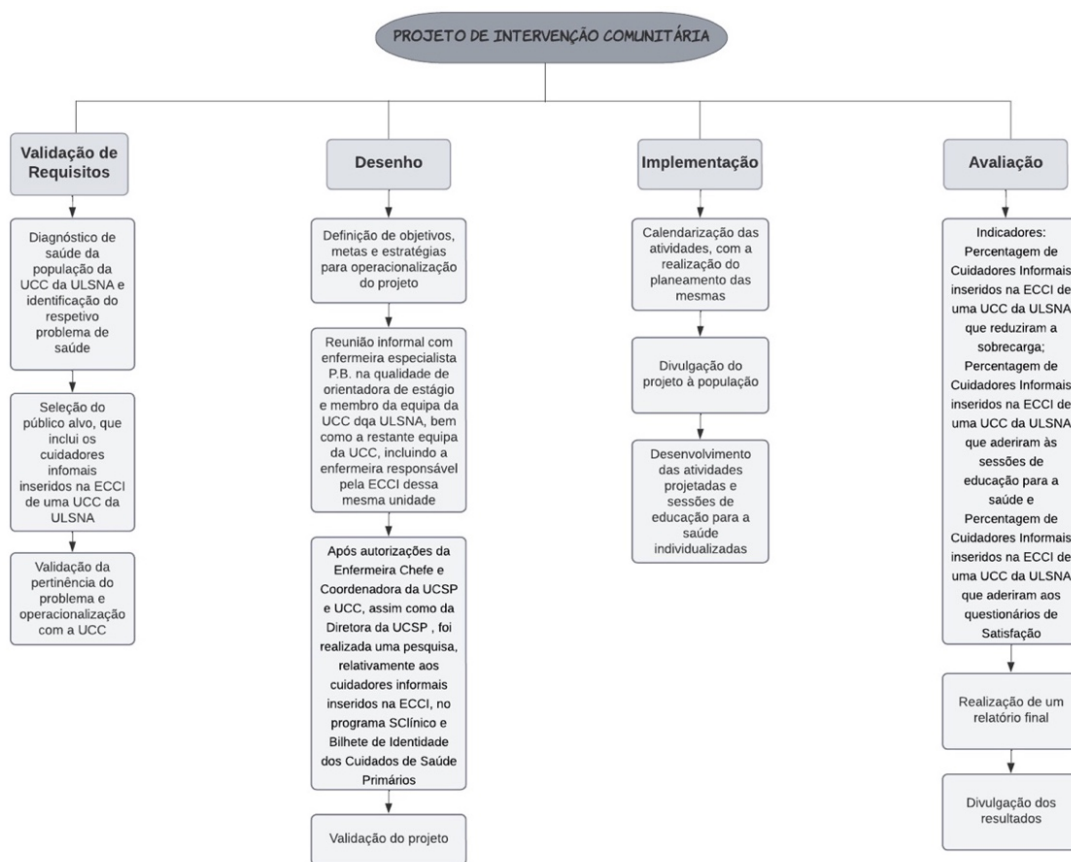 PROJETO DE INTERVENÇÃO COMUNITÁRIA
Validação de
Requisitos
Diagnóstico de
saúde da
população da
UCC da ULSNA e
identificação do
respetivo
problema de
saúde
Seleção do
público alvo, que
inclui os
cuidadores
infomais
inseridos na ECCI
de uma UCC da
ULSNA
Validação da
pertinência do
problema e
operacionalização
com a UCC
Desenho
Definição de objetivos,
metas e estratégias
para operacionalização
do projeto
Reunião informal com
enfermeira especialista
P.B. na qualidade de
orientadora de estágio
e membro da equipa da
UCC dqa ULSNA, bem
como a restante equipa
da UCC, incluindo a
enfermeira responsável
pela ECCI dessa
mesma unidade
Após autorizações da
Enfermeira Chefe e
Coordenadora da UCSP
e UCC, assim como da
Diretora da UCSP , foi
realizada uma pesquisa,
relativamente aos
cuidadores informais
inseridos na ECCI, no
programa SClínico e
Bilhete de Identidade
dos Cuidados de Saúde
Primários
Validação do projeto
Implementação
Calendarização das
atividades, com a
realização do
planeamento das
mesmas
Divulgação do
projeto à população
Desenvolvimento
das atividades
projetadas e
sessões de
educação para a
saúde
individualizadas
Avaliação
Indicadores:
Percentagem de
Cuidadores Informais
inseridos na ECCI de
uma UCC da ULSNA
que reduziram a
sobrecarga;
Percentagem de
Cuidadores Informais
inseridos na ECCI de
uma UCC da ULSNA
que aderiram às
sessões de
educação para a
saúde e
Percentagem de
Cuidadores Informais
inseridos na ECCI de
uma UCC da ULSNA
que aderiram aos
questionários de
Satisfação
Realização de um
relatório final
Divulgação dos
resultados